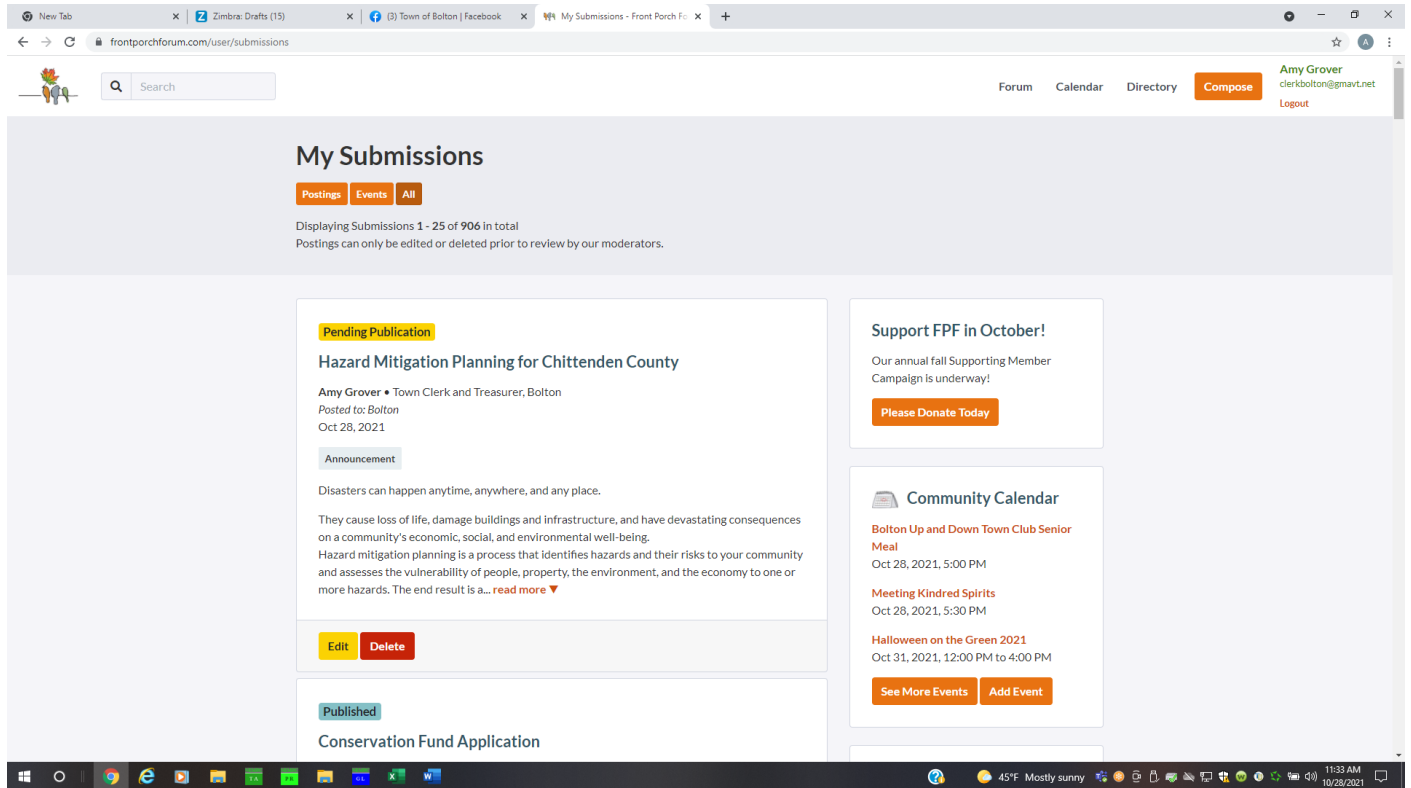 New Tab
Zimbra: Drafts (15)
(3) Town of Bolton | Facebook
My Submissions - Front Porch Fo
frontporchforum.com/user/submissions
A
Search
Forum
Calendar
Directory
Compose
Amy Grover
clerkbolton@gmavt.net
Logout
My Submissions
Postings
Events
All
Displaying Submissions 1 - 25 of 906 in total
Postings can only be edited or deleted prior to review by our moderators.
Pending Publication
Hazard Mitigation Planning for Chittenden County
Amy Grover • Town Clerk and Treasurer, Bolton
Posted to: Bolton
Oct 28, 2021
Announcement
Disasters can happen anytime, anywhere, and any place.
They cause loss of life, damage buildings and infrastructure, and have devastating consequences
on a community's economic, social, and environmental well-being.
Hazard mitigation planning is a process that identifies hazards and their risks to your community
and assesses the vulnerability of people, property, the environment, and the economy to one or
more hazards. The end result is a... read more ▼
Edit
Delete
Published
Conservation Fund Application
Support FPF in October!
Our annual fall Supporting Member
Campaign is underway!
Please Donate Today
Community Calendar
Bolton Up and Down Town Club Senior
Meal
Oct 28, 2021, 5:00 PM
Meeting Kindred Spirits
Oct 28, 2021, 5:30 PM
Halloween on the Green 2021
Oct 31, 2021, 12:00 PM to 4:00 PM
See More Events
Add Event
TA
PR
GL
45°F Mostly sunny
11:33 AM
10/28/2021